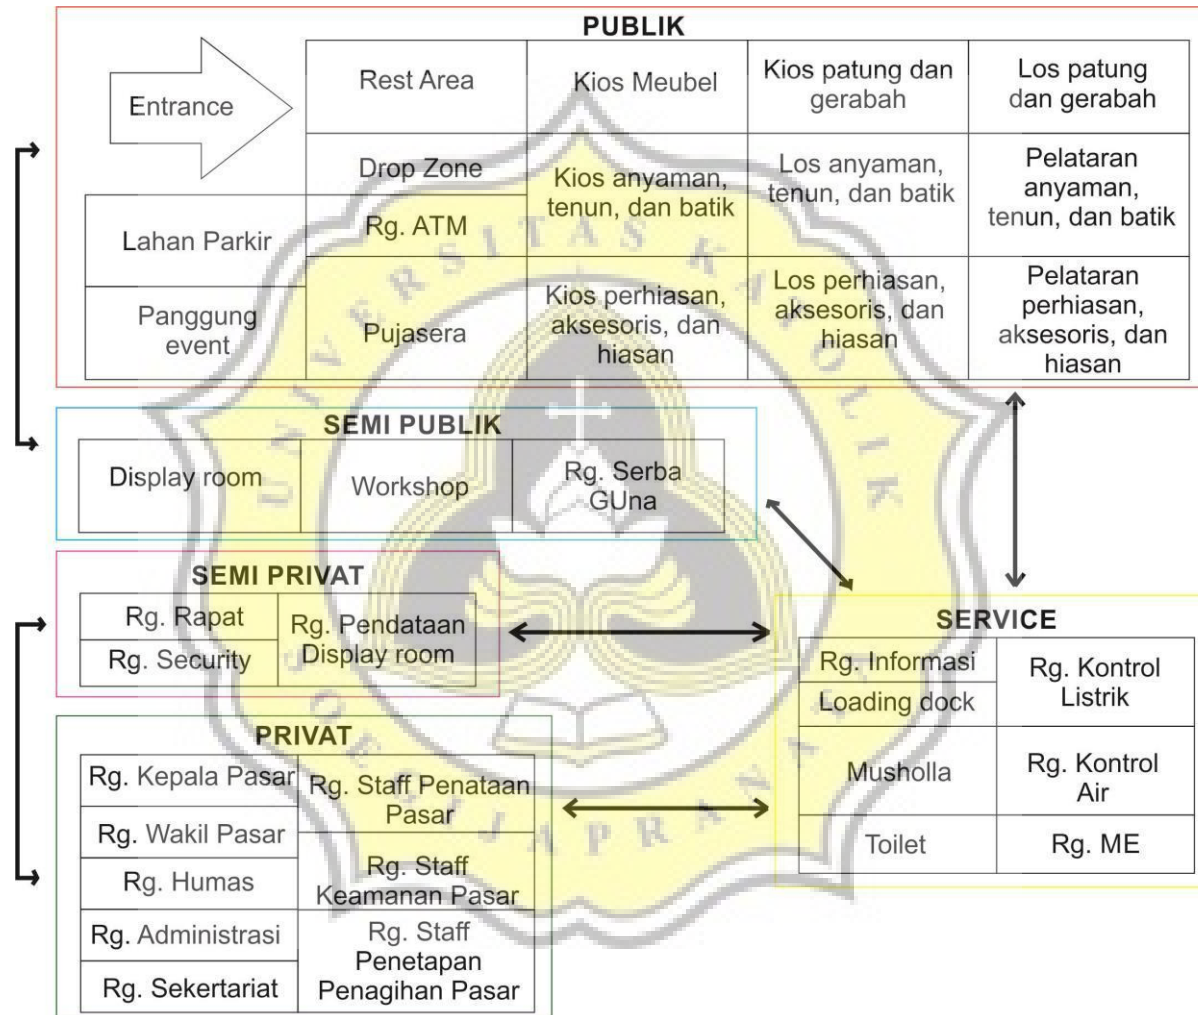 PUBLIK
Entrance
Rest Area
Kios Meubel
Kios patung dan
gerabah
Los patung
dan gerabah
Drop Zone
Kios anyaman,
tenun, dan batik
Los anyaman,
tenun, dan batik
Pelataran
anyaman,
tenun, dan batik
Lahan Parkir
Rg. ATM
Panggung
event
Pujasera
Kios perhiasan,
aksesoris, dan
hiasan
Los perhiasan,
aksesoris, dan
hiasan
Pelataran
perhiasan,
aksesoris, dan
hiasan
SEMI PUBLIK
Display room
Workshop
Rg. Serba
GUna
SEMI PRIVAT
Rg. Rapat
Rg. Security
Rg. Pendataan
Display room
SERVICE
Rg. Informasi
Loading dock
Musholla
Toilet
Rg. Kontrol
Listrik
Rg. Kontrol
Air
Rg. ME
PRIVAT
Rg. Kepala Pasar
Rg. Wakil Pasar
Rg. Humas
Rg. Administrasi
Rg. Sekertariat
Rg. Staff Penataan
Pasar
Rg. Staff
Keamanan Pasar
Rg. Staff
Penetapan
Penagihan Pasar
UNIVERSITAS KATOLIK
SOEGIJAPRANATA